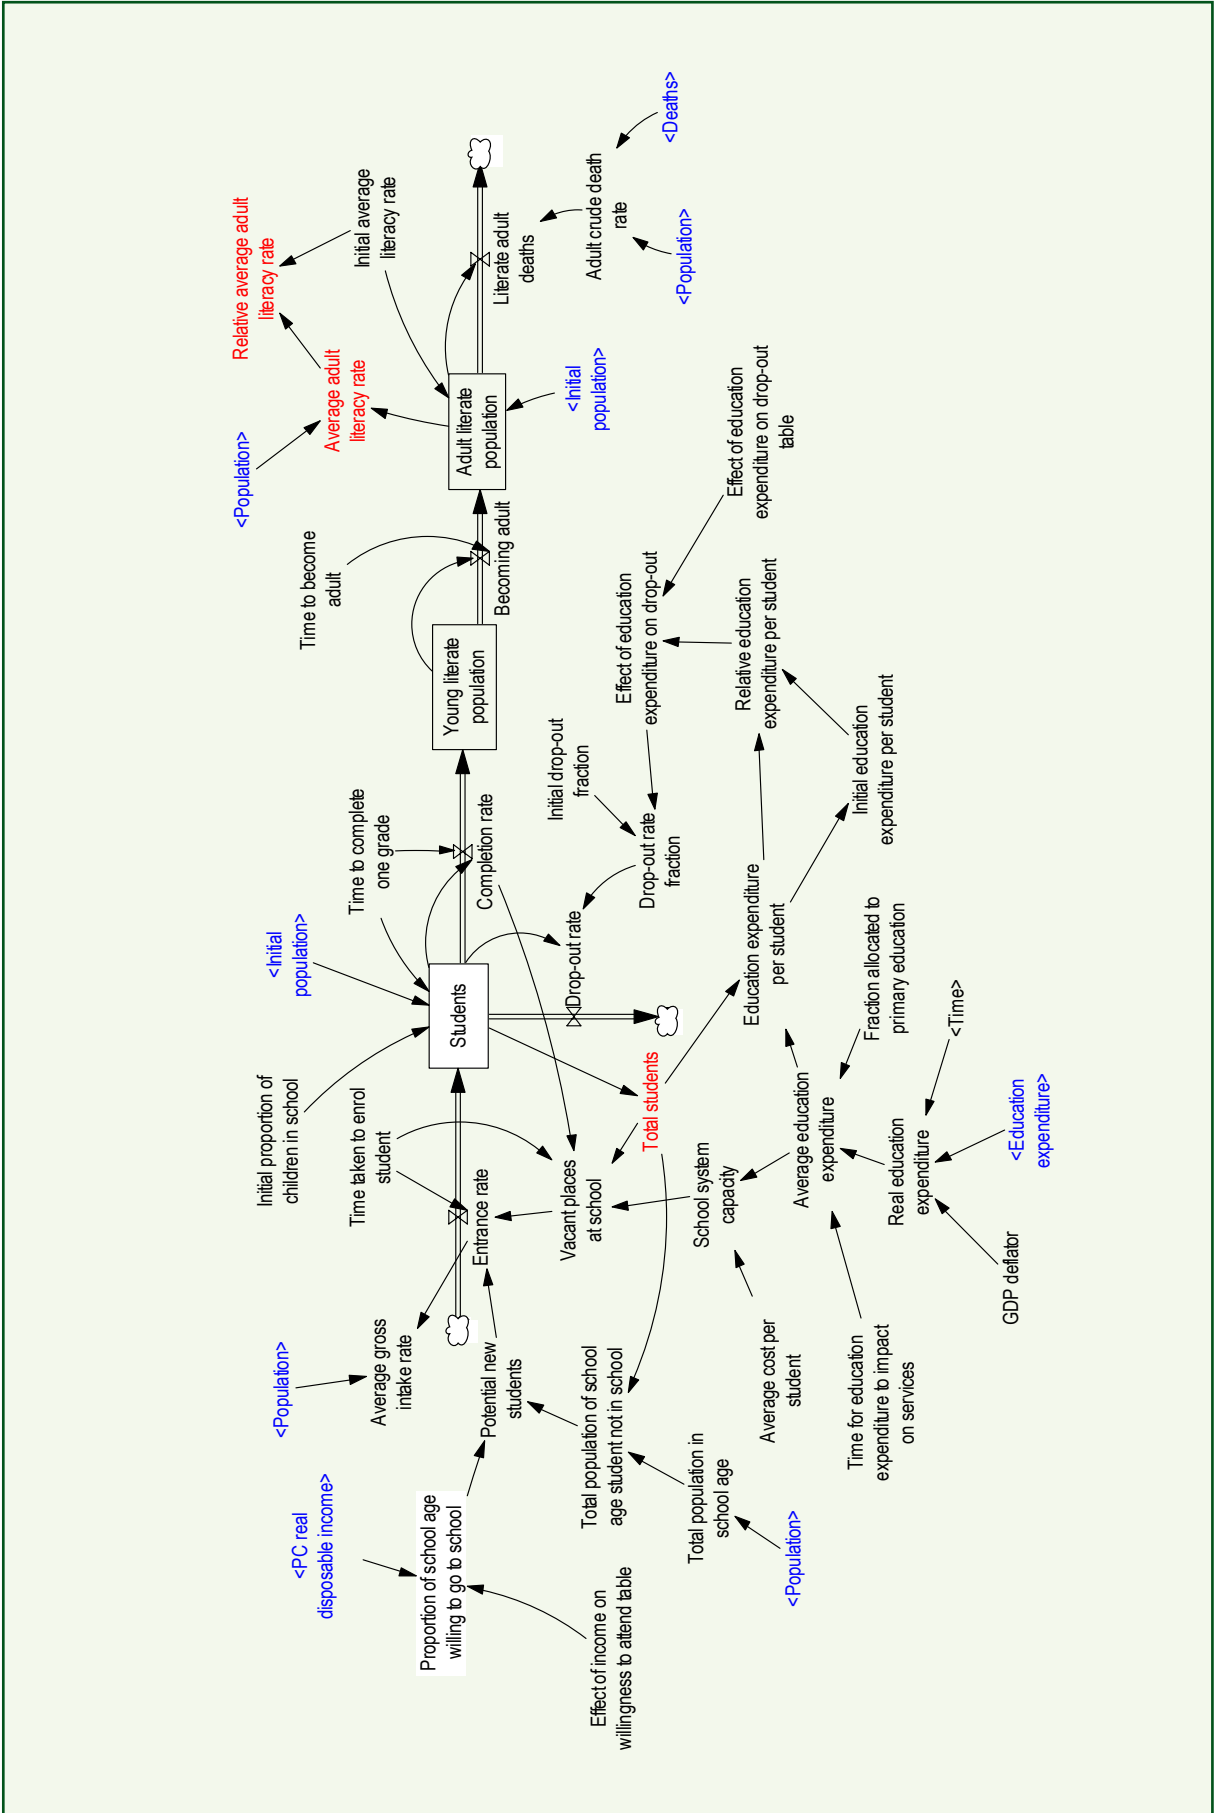 <PC real
disposable income>
<Population>
Average gross
intake rate
Proportion of school age
willing to go to school
Effect of income on
willingness to attend table
Potential new
students
Total population of school
age student not in school
Total population in
school age
<Population>
Initial proportion of
children in school
Time taken to enrol
student
Entrance rate
Vacant places
at school
School system
capacity
Average cost per
student
Time for education
expenditure to impact
on services
Average education
expenditure
Real education
expenditure
GDP deflator
<Education
expenditure>
<Time>
Fraction allocated to
primary education
<Initial
population>
Students
Total students
Time to complete
one grade
Completion rate
Drop-out rate
Drop-out rate
fraction
Initial drop-out
fraction
Education expenditure
per student
Initial education
expenditure per student
Relative education
expenditure per student
Effect of education
expenditure on drop-out
Effect of education
expenditure on drop-out
table
Young literate
population
Time to become
adult
Becoming adult
<Population>
Average adult
literacy rate
Relative average adult
literacy rate
Initial average
literacy rate
Adult literate
population
<Initial
population>
Literate adult
deaths
Adult crude death
rate
<Population>
<Deaths>